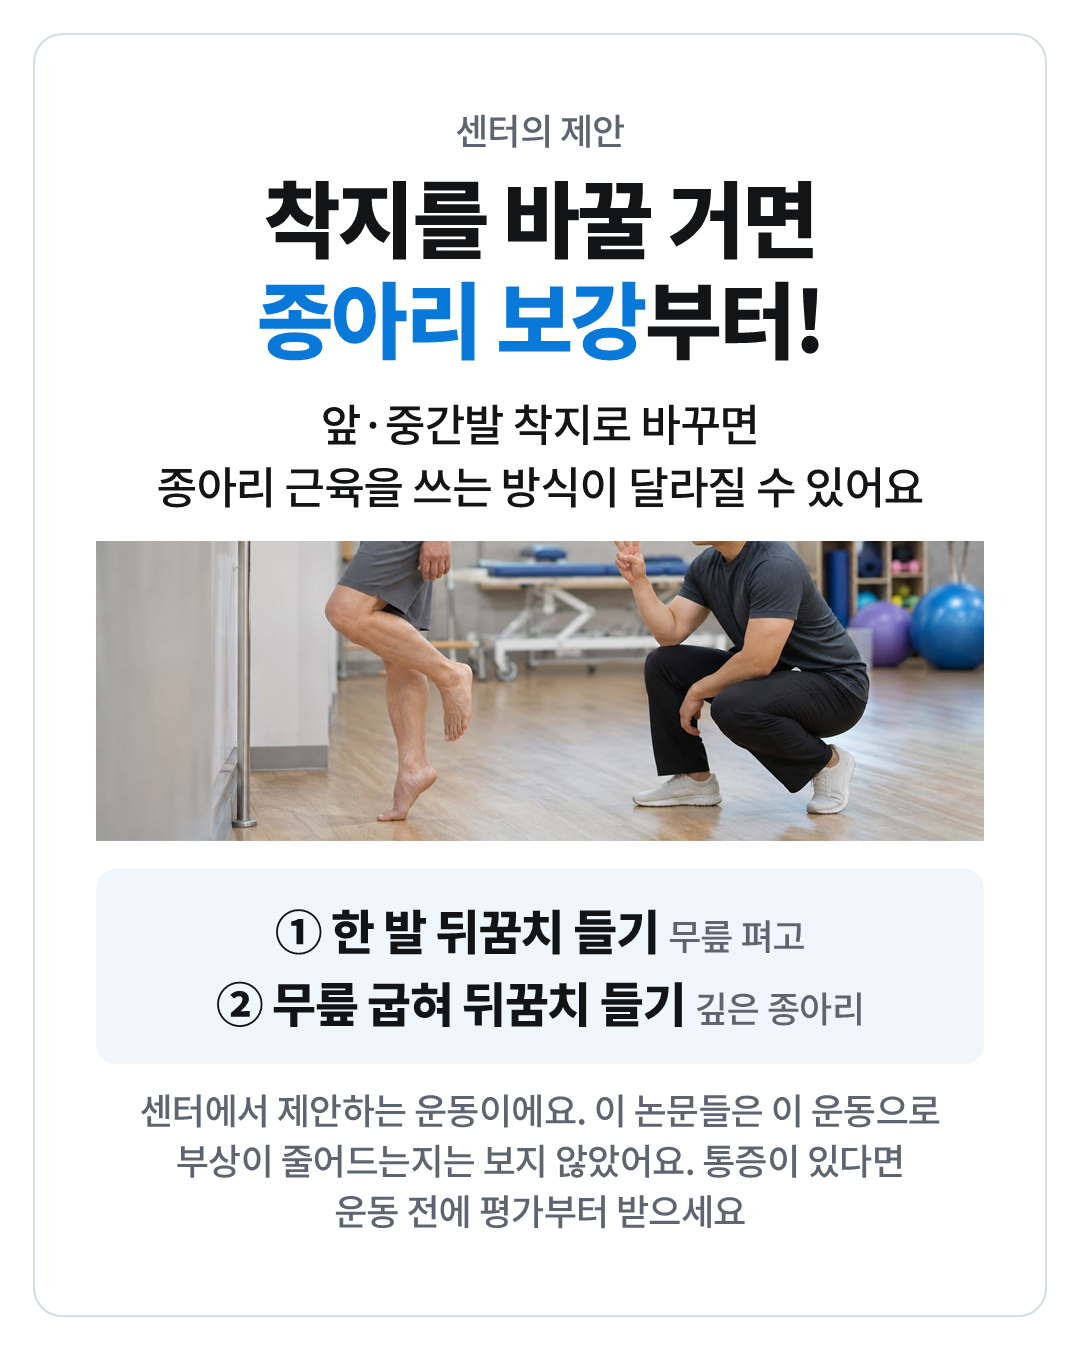 센터의 제안
착지를 바꿀 거면
종아리 보강부터!
앞·중간발 착지로 바꾸면
종아리 근육을 쓰는 방식이 달라질 수 있어요
① 한 발 뒤꿈치 들기 무릎 펴고
② 무릎 굽혀 뒤꿈치 들기 깊은 종아리
센터에서 제안하는 운동이에요. 이 논문들은 이 운동으로
부상이 줄어드는지는 보지 않았어요. 통증이 있다면
운동 전에 평가부터 받으세요